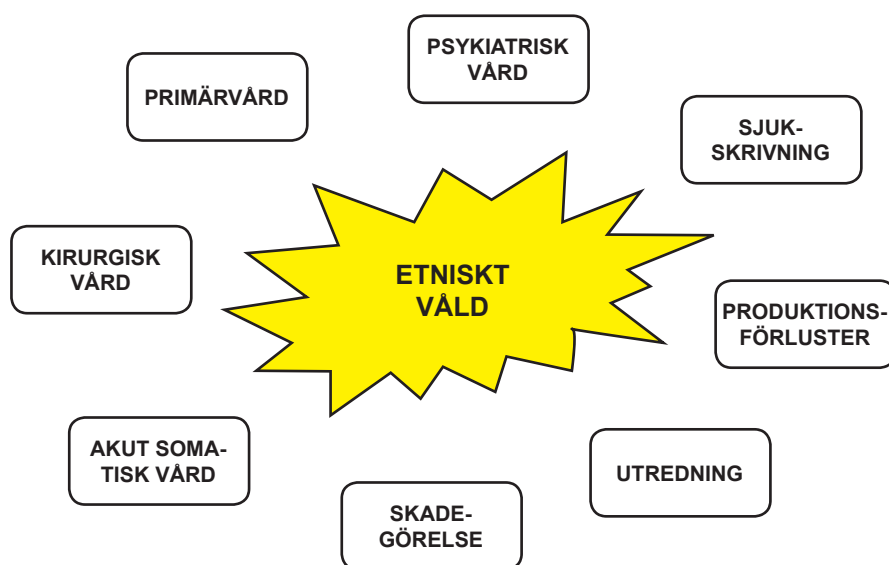 PSYKIATRISK
VÅRD
PRIMÄRVÅRD
SJUK-
SKRIVNING
KIRURGISK
VÅRD
ETNISKT
VÅLD
PRODUKTIONS-
FÖRLUSTER
AKUT SOMA-
TISK VÅRD
UTREDNING
SKADE-
GÖRELSE